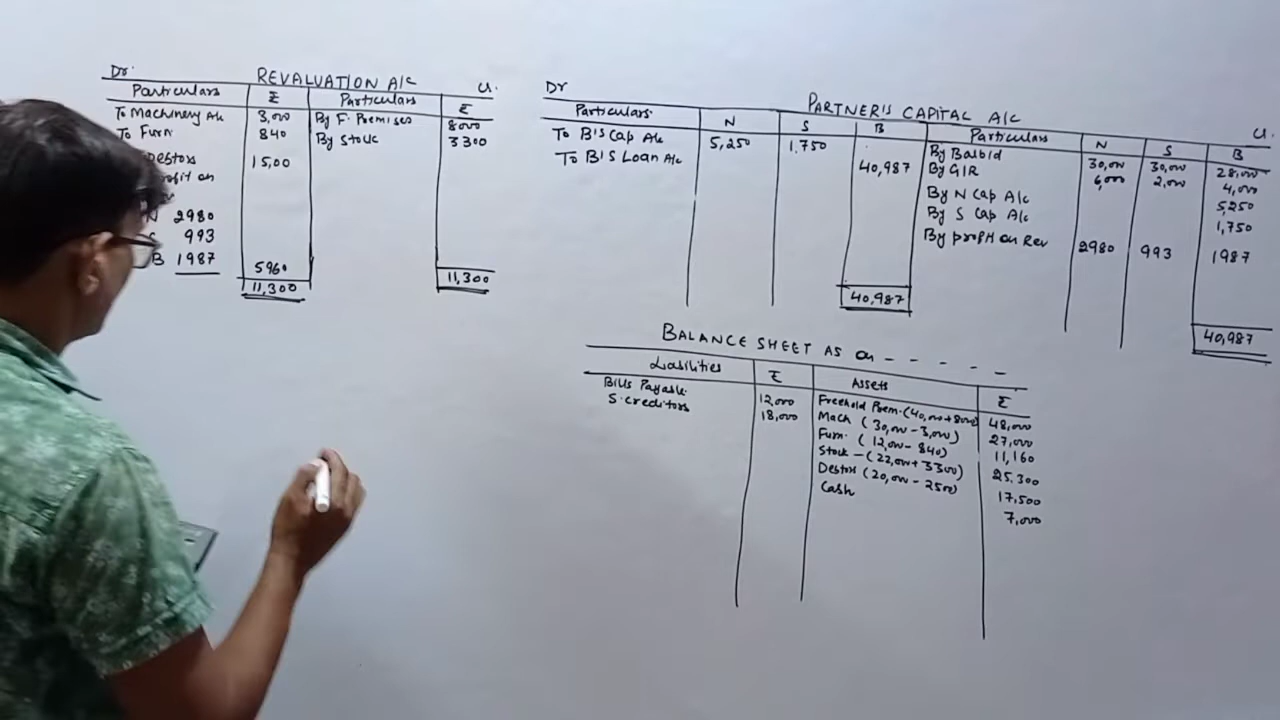 Dr.
REVALUATION A/c
Cr.
Particulars ₹ Particulars ₹
To Machinery A/c 3,000 By F. Premises 8000
To Furn 840 By Stock 3300
Debtors 15,00
Profit on
N 2980
993
B 1987
5960
11,300 11,300
Dr
PARTNER'S CAPITAL A/c
Cr.
Particulars N S B Particulars N S B
To B's Cap A/c 5,250 1,750 By Bal b/d 30,000 30,000 28,000
To B's Loan A/c 40,987 By G/R 6,000 2,000 4,000
By N Cap A/c 5,250
By S Cap A/c 1,750
By profit on Rev 2980 993 1987
40,987 40,987
BALANCE SHEET AS on - - - - -
Liabilities ₹ Assets ₹
Bills Payable 12,000 Freehold Prem. (40,000+8000) 48,000
S. creditors 18,000 Mach (30,000-3,000) 27,000
Furn. (12,000-840) 11,160
Stock - (22,000+3300) 25,300
Debtors (20,000-2500) 17,500
Cash 7,000